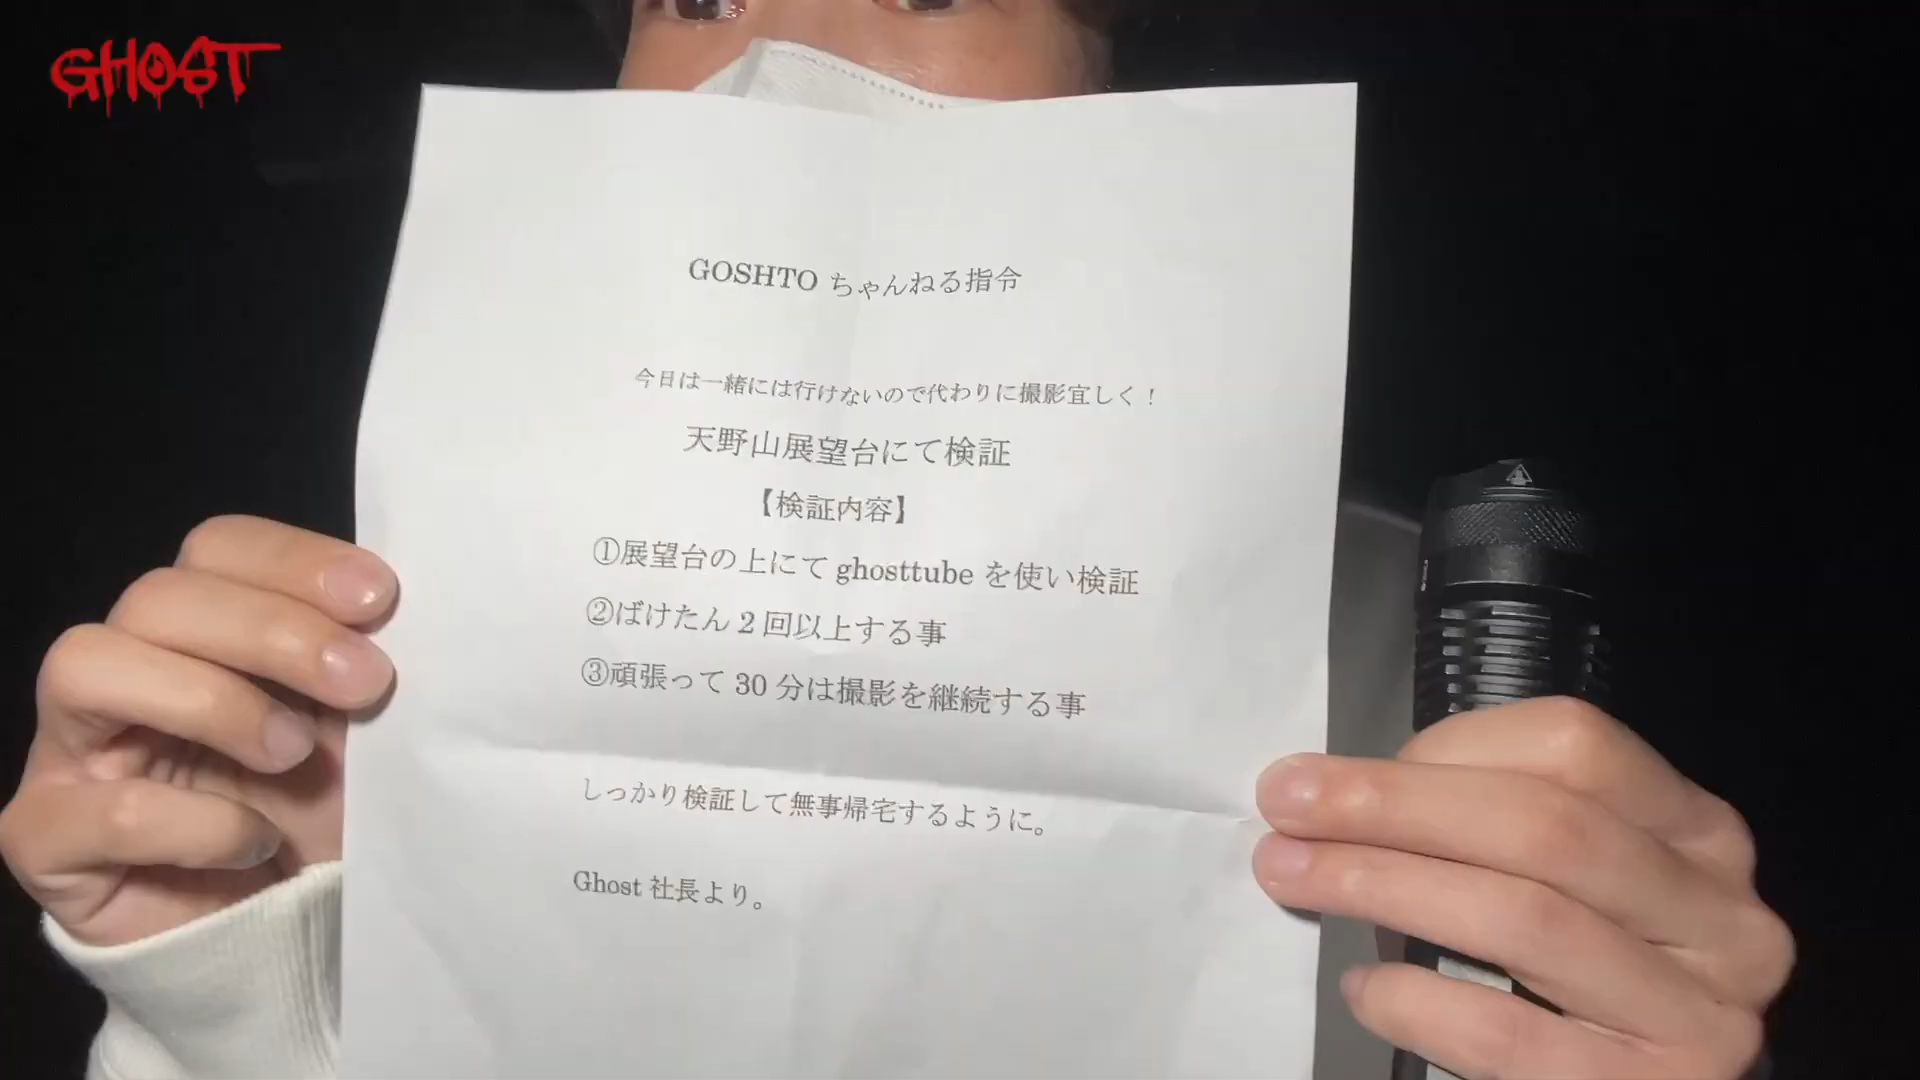 GHOST
GOSHTO ちゃんねる指令
今日は一緒には行けないので代わりに撮影宜しく！
天野山展望台にて検証
【検証内容】
①展望台の上にて ghosttube を使い検証
②ばけたん 2 回以上する事
③頑張って 30 分は撮影を継続する事
しっかり検証して無事帰宅するように。
Ghost 社長より。